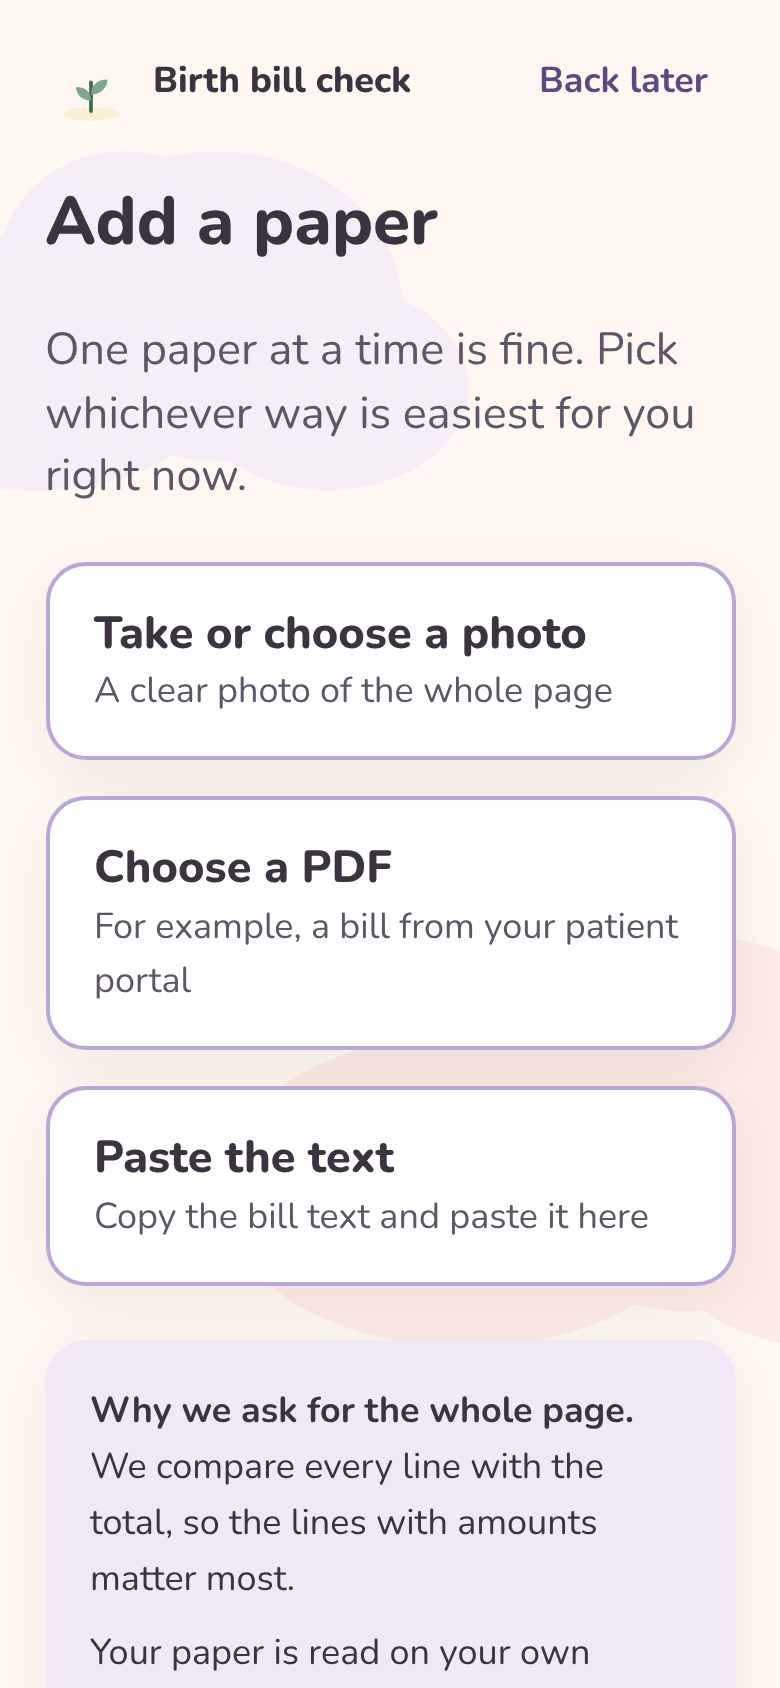 Birth bill check
Back later
Add a paper
One paper at a time is fine. Pick
whichever way is easiest for you
right now.
Take or choose a photo
A clear photo of the whole page
Choose a PDF
For example, a bill from your patient
portal
Paste the text
Copy the bill text and paste it here
Why we ask for the whole page.
We compare every line with the
total, so the lines with amounts
matter most.
Your paper is read on your own